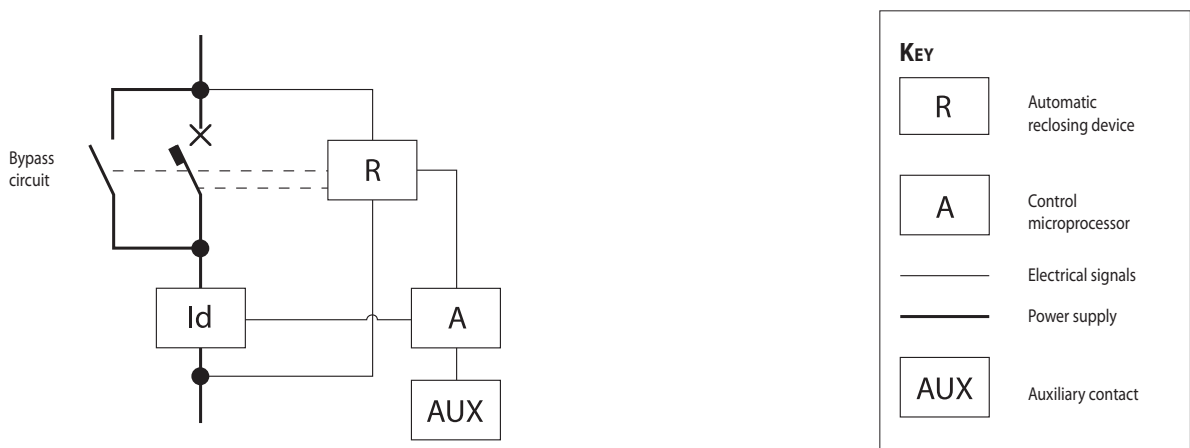 Bypass
circuit
R
Id
A
AUX
KEY
R
Automatic
reclosing device
A
Control
microprocessor
Electrical signals
Power supply
AUX
Auxiliary contact